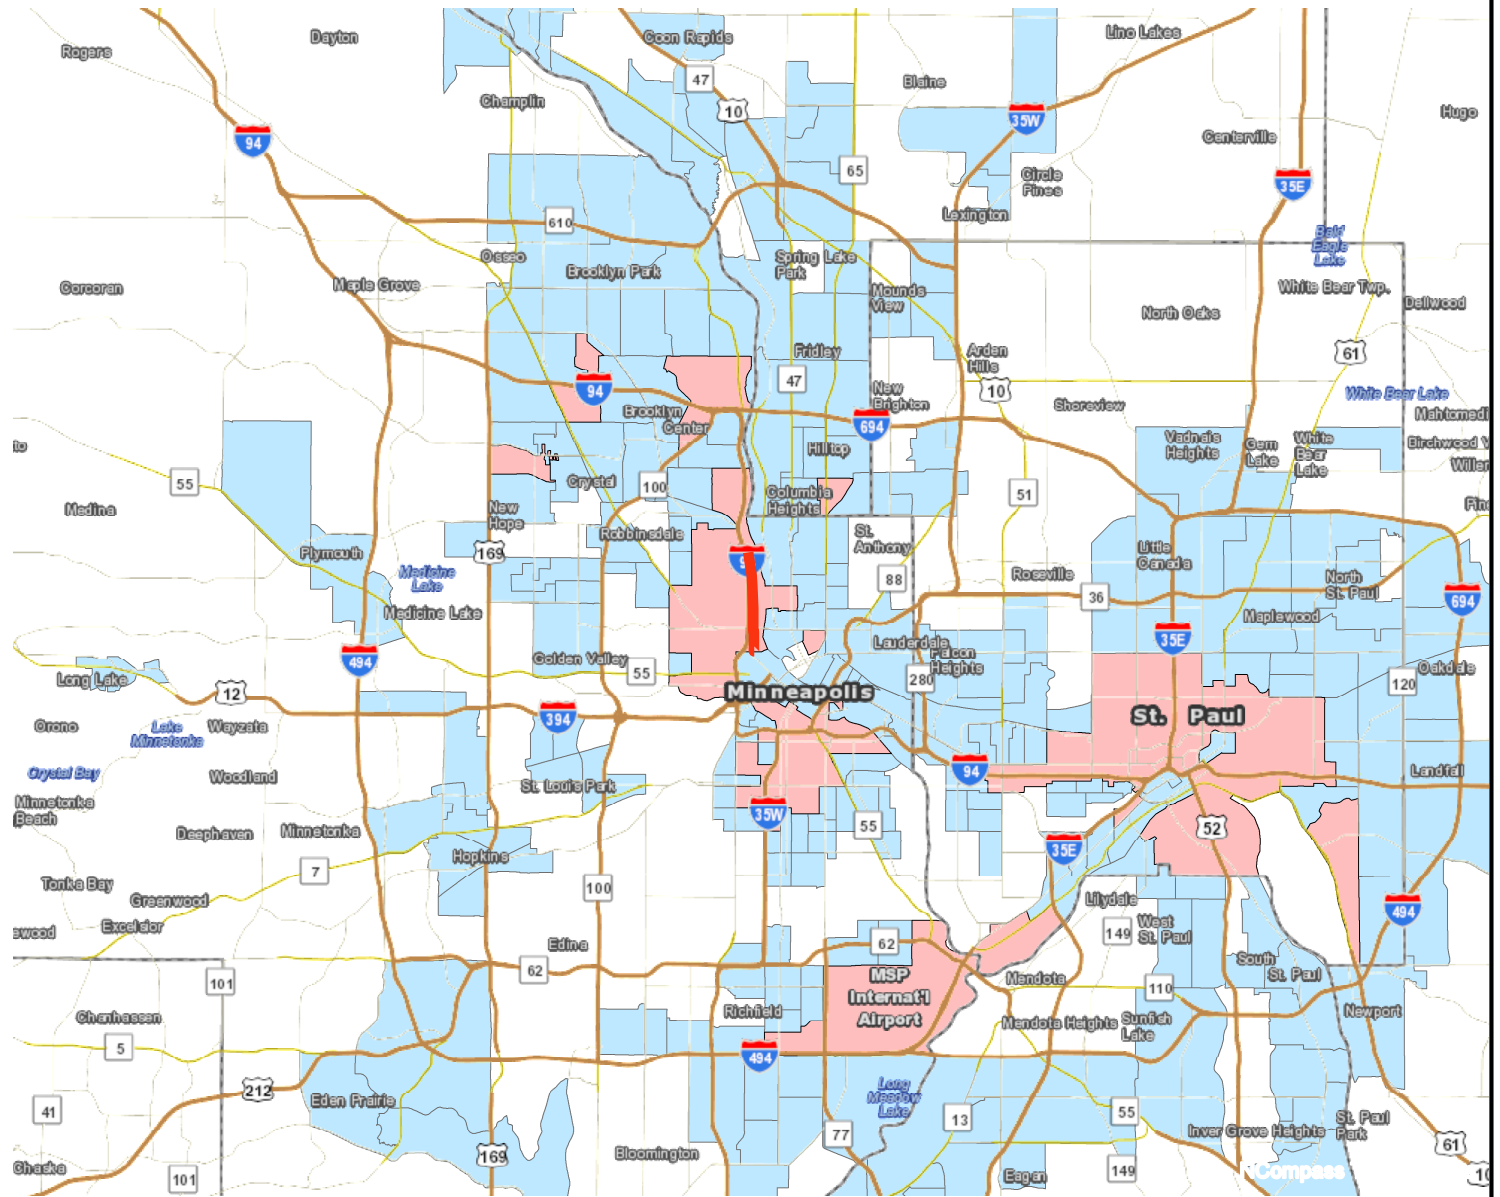 Rogers
Dayton
Coon Rapids
Lino Lakes
Champlin
47
10
Blaine
35W
Hugo
94
65
Centerville
Circle
Pines
35E
610
Lexington
Osseo
Brooklyn Park
Spring Lake
Park
Bald
Eagle
Lake
Corcoran
Maple Grove
Mounds
View
White Bear Twp.
Dellwood
North Oaks
Fridley
Arden
Hills
61
94
47
New
Brighton
10
White Bear Lake
Brooklyn
Center
694
Shoreview
Mahtomedi
Hilltop
Vadnais
Heights
Gem
Lake
White
Bear
Lake
Birchwood V
Willer
to
55
Crystal
100
Columbia
Heights
51
Medina
New
Hope
Robbinsdale
St.
Anthony
Pine
Plymouth
169
Little
Canada
Medicine
Lake
88
Roseville
36
North
St. Paul
694
Medicine Lake
Maplewood
Lauderdale
35E
494
Golden Valley
55
Falcon
Heights
280
Oakdale
Long Lake
12
Minneapolis
120
Orono
Lake
Minnetonka
Wayzata
394
St. Paul
Crystal Bay
Woodland
St. Louis Park
94
Landfall
Minnetonka
Beach
Deephaven
Minnetonka
35W
55
52
Hopkins
35E
7
Tonka Bay
Greenwood
100
Lilydale
494
ewood
Excelsior
Edina
62
149
West
St. Paul
62
101
MSP
Internat'l
Airport
Mendota
South
St. Paul
110
Chanhassen
Richfield
Mendota Heights
Sunfish
Lake
Newport
5
494
212
Eden Prairie
Long
Meadow
Lake
41
13
55
77
Inver Grove Heights
St. Paul
Park
169
Bloomington
61
Chaska
101
Eagan
149
NCompass
10